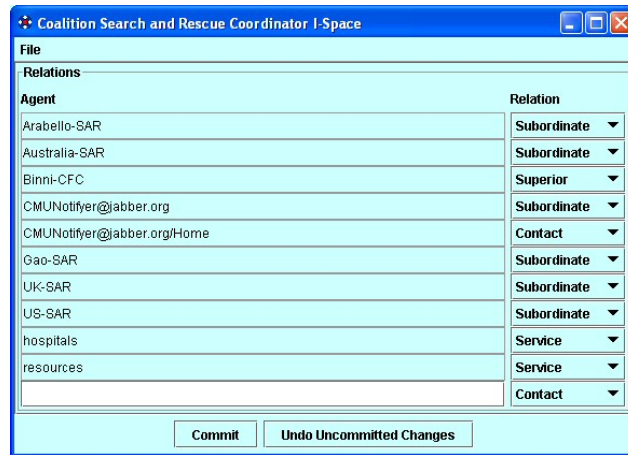 Coalition Search and Rescue Coordinator I-Space
File
Relations
Agent Relation
Arabello-SAR Subordinate
Australia-SAR Subordinate
Binni-CFC Superior
CMUNotifyer@jabber.org Subordinate
CMUNotifyer@jabber.org/Home Contact
Gao-SAR Subordinate
UK-SAR Subordinate
US-SAR Subordinate
hospitals Service
resources Service
Contact
Commit Undo Uncommitted Changes